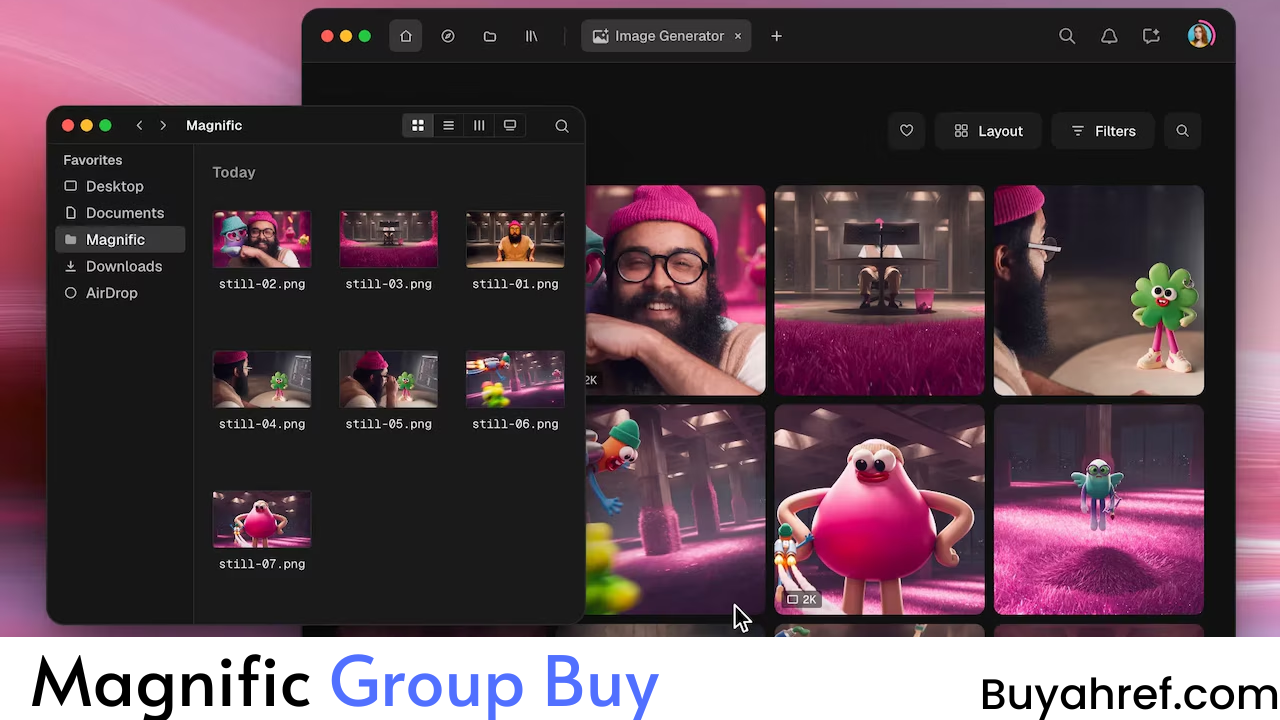 Image Generator
Magnific
Layout
Filters
Favorites
Desktop
Documents
Magnific
Downloads
AirDrop
Today
still-02.png
still-03.png
still-01.png
still-04.png
still-05.png
still-06.png
still-07.png
2K
2K
Magnific Group Buy
Buyahref.com